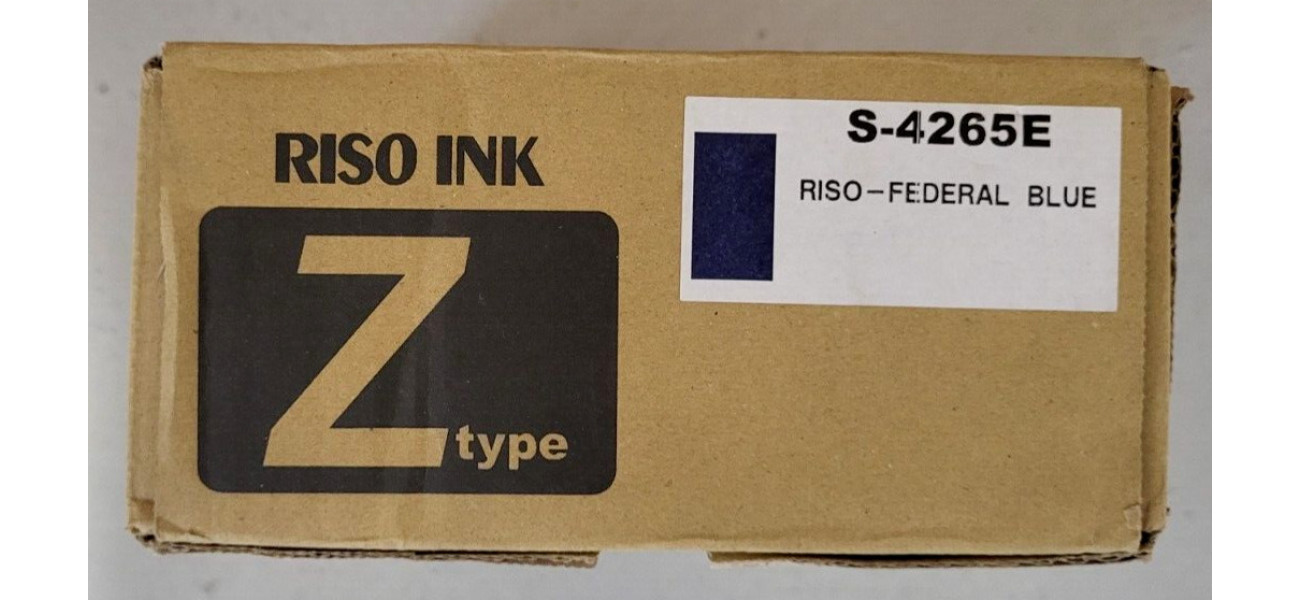 RISO INK
Z type
S-4265E
RISO-FEDERAL BLUE